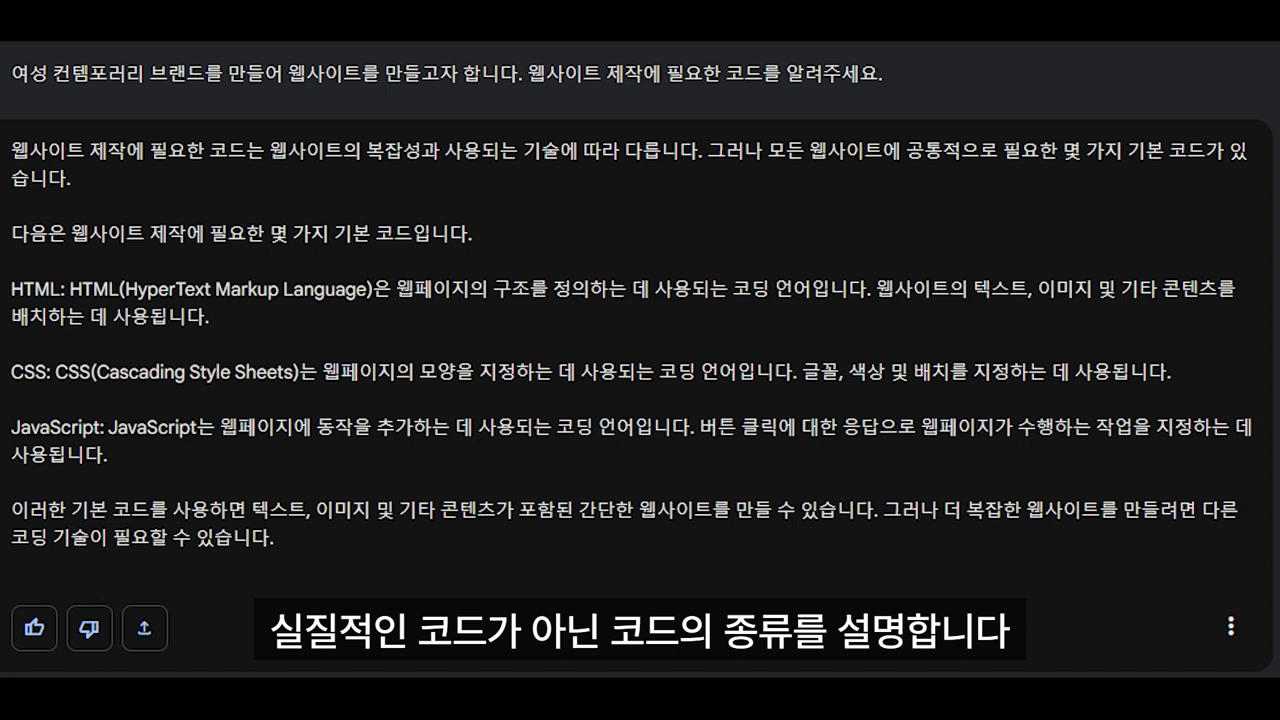 여성 컨템포러리 브랜드를 만들어 웹사이트를 만들고자 합니다. 웹사이트 제작에 필요한 코드를 알려주세요.
웹사이트 제작에 필요한 코드는 웹사이트의 복잡성과 사용되는 기술에 따라 다릅니다. 그러나 모든 웹사이트에 공통적으로 필요한 몇 가지 기본 코드가 있
습니다.
다음은 웹사이트 제작에 필요한 몇 가지 기본 코드입니다.
HTML: HTML(HyperText Markup Language)은 웹페이지의 구조를 정의하는 데 사용되는 코딩 언어입니다. 웹사이트의 텍스트, 이미지 및 기타 콘텐츠를
배치하는 데 사용됩니다.
CSS: CSS(Cascading Style Sheets)는 웹페이지의 모양을 지정하는 데 사용되는 코딩 언어입니다. 글꼴, 색상 및 배치를 지정하는 데 사용됩니다.
JavaScript: JavaScript는 웹페이지에 동작을 추가하는 데 사용되는 코딩 언어입니다. 버튼 클릭에 대한 응답으로 웹페이지가 수행하는 작업을 지정하는 데
사용됩니다.
이러한 기본 코드를 사용하면 텍스트, 이미지 및 기타 콘텐츠가 포함된 간단한 웹사이트를 만들 수 있습니다. 그러나 더 복잡한 웹사이트를 만들려면 다른
코딩 기술이 필요할 수 있습니다.
실질적인 코드가 아닌 코드의 종류를 설명합니다